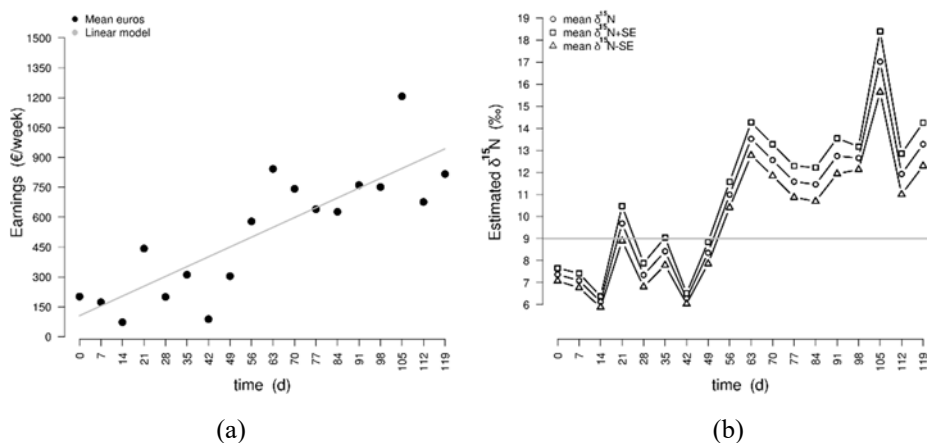 Mean euros
Linear model
1500
1350
1200
1050
900
750
600
450
300
150
0
Earnings (€/week)
0 7 14 21 28 35 42 49 56 63 70 77 84 91 98 105 112 119
time (d)
(a)
mean δ¹⁵N
mean δ¹⁵N+SE
mean δ¹⁵N-SE
19
18
17
16
15
14
13
12
11
10
9
8
7
6
Estimated δ¹⁵N (‰)
0 7 14 21 28 35 42 49 56 63 70 77 84 91 98 105 112 119
time (d)
(b)